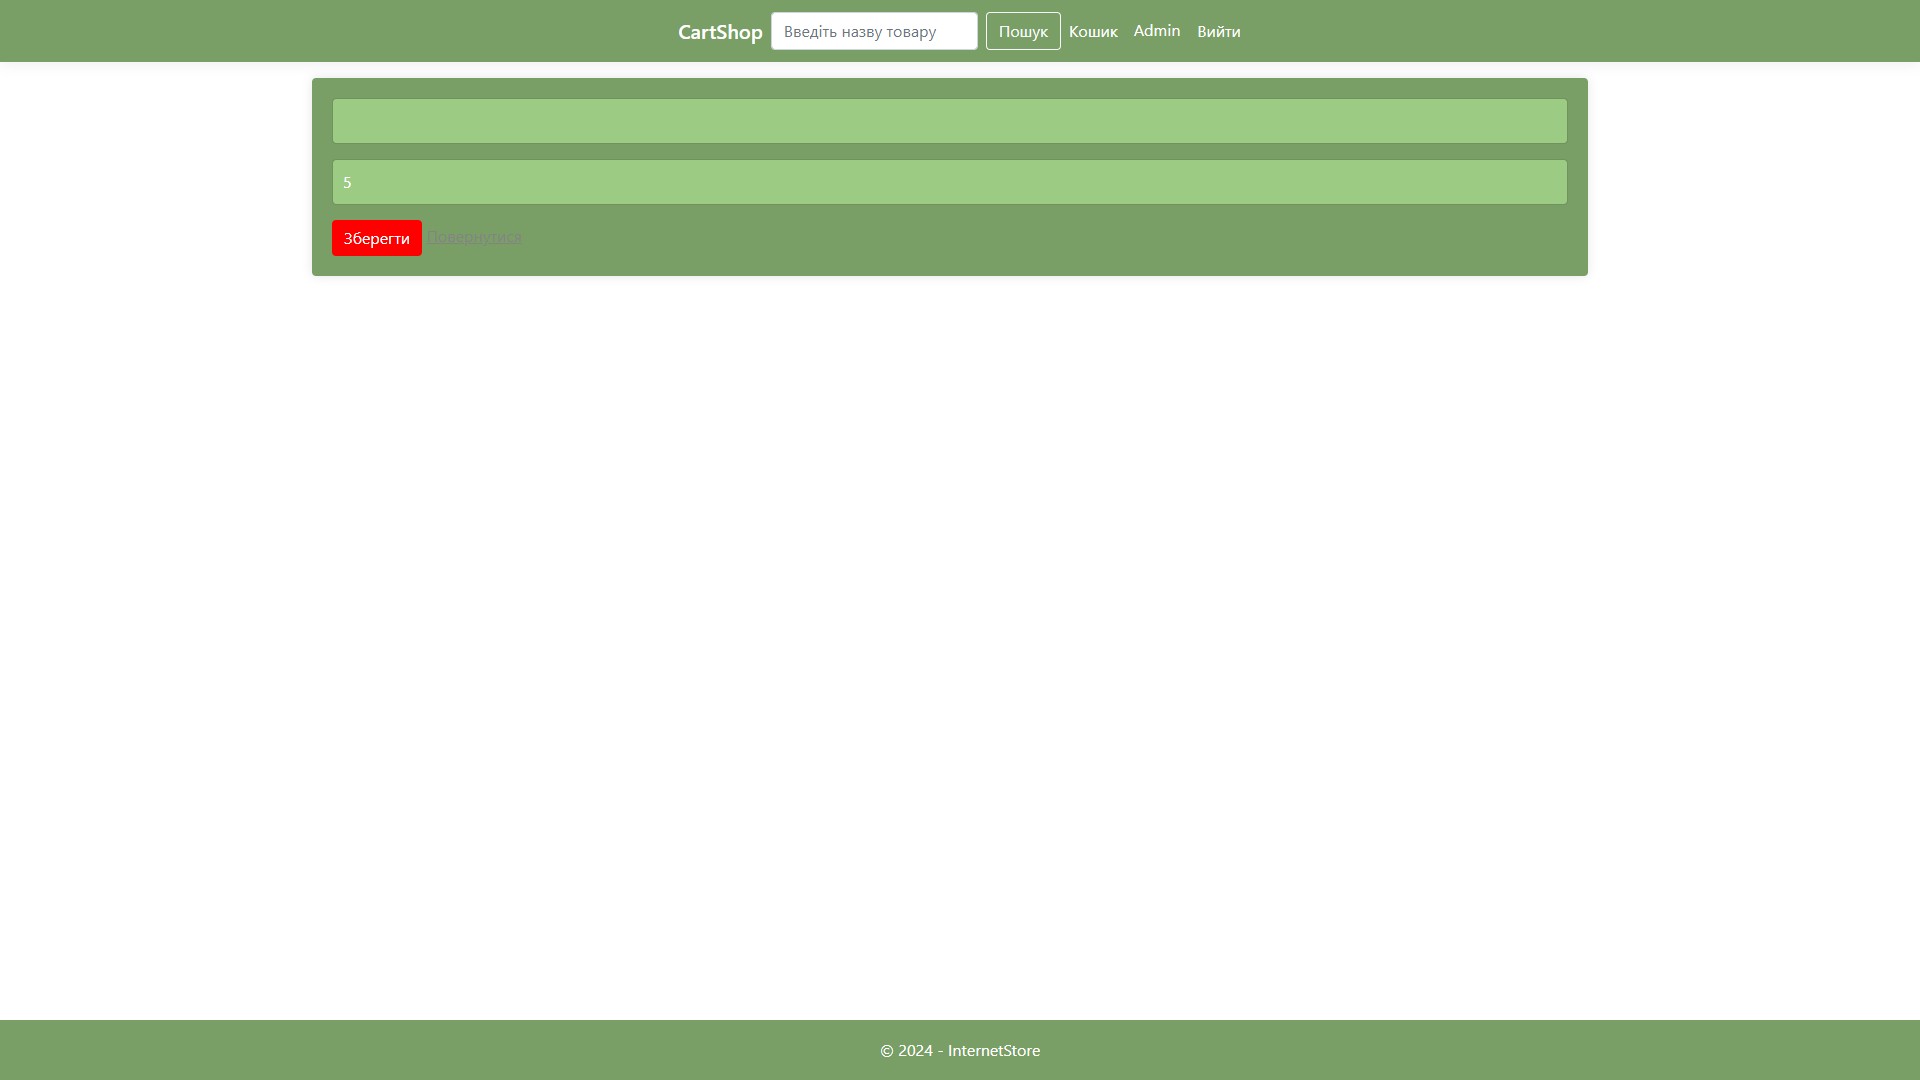 CartShop Введіть назву товару Пошук Кошик Admin Вийти
5
Зберегти Повернутися
© 2024 - InternetStore